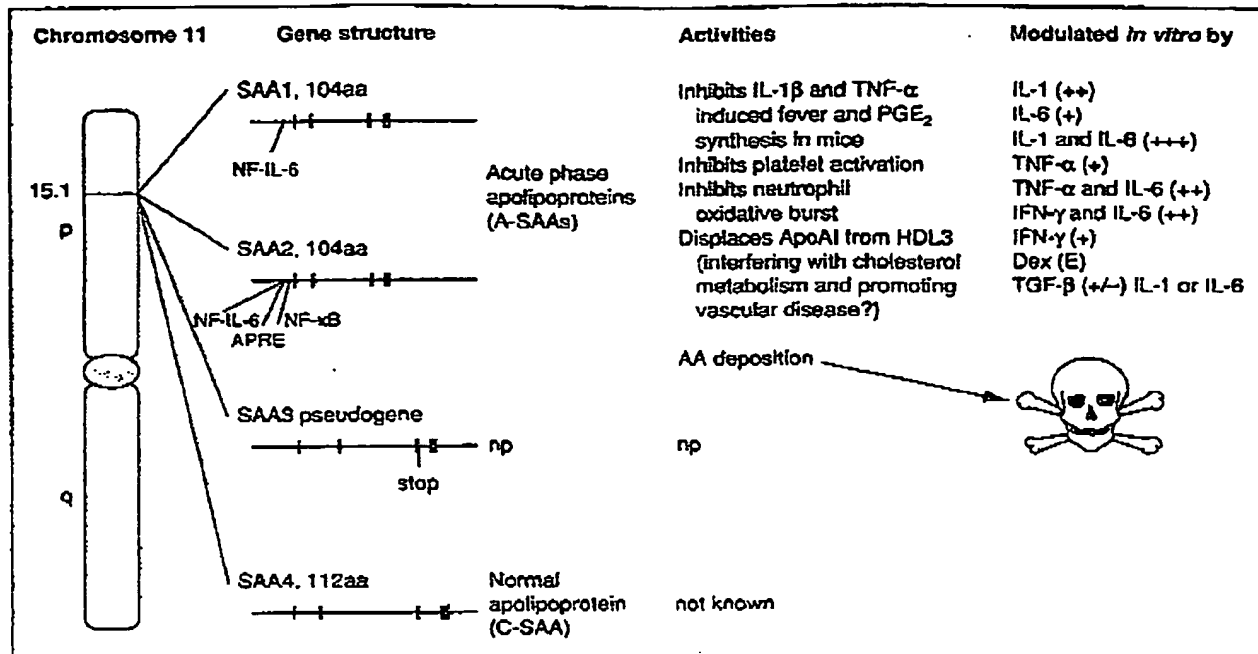 Chromosome 11 Gene structure Activities Modulated in vitro by
SAA1, 104aa
NF-IL-6
15.1
p
SAA2, 104aa
NF-IL-6 NF-κB
APRE
Acute phase
apolipoproteins
(A-SAAs)
Inhibits IL-1β and TNF-α
induced fever and PGE₂
synthesis in mice
Inhibits platelet activation
Inhibits neutrophil
oxidative burst
Displaces ApoAI from HDL3
(interfering with cholesterol
metabolism and promoting
vascular disease?)
IL-1 (++)
IL-6 (+)
IL-1 and IL-6 (+++)
TNF-α (+)
TNF-α and IL-6 (++)
IFN-γ and IL-6 (++)
IFN-γ (+)
Dex (E)
TGF-β (+/–) IL-1 or IL-6
AA deposition
SAA3 pseudogene
np np
stop
q
SAA4, 112aa
Normal
apolipoprotein
(C-SAA)
not known